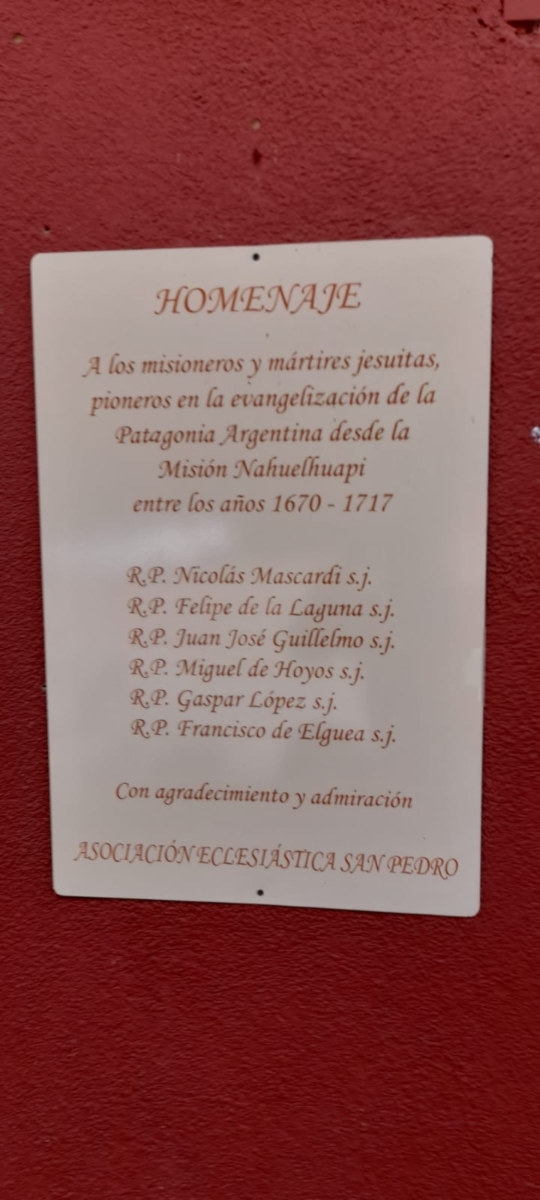 HOMENAJE
A los misioneros y mártires jesuitas,
pioneros en la evangelización de la
Patagonia Argentina desde la
Misión Nahuelhuapi
entre los años 1670 - 1717
R.P. Nicolás Mascardi s.j.
R.P. Felipe de la Laguna s.j.
R.P. Juan José Guillelmo s.j.
R.P. Miguel de Hoyos s.j.
R.P. Gaspar López s.j.
R.P. Francisco de Elguea s.j.
Con agradecimiento y admiración
ASOCIACIÓN ECLESIÁSTICA SAN PEDRO